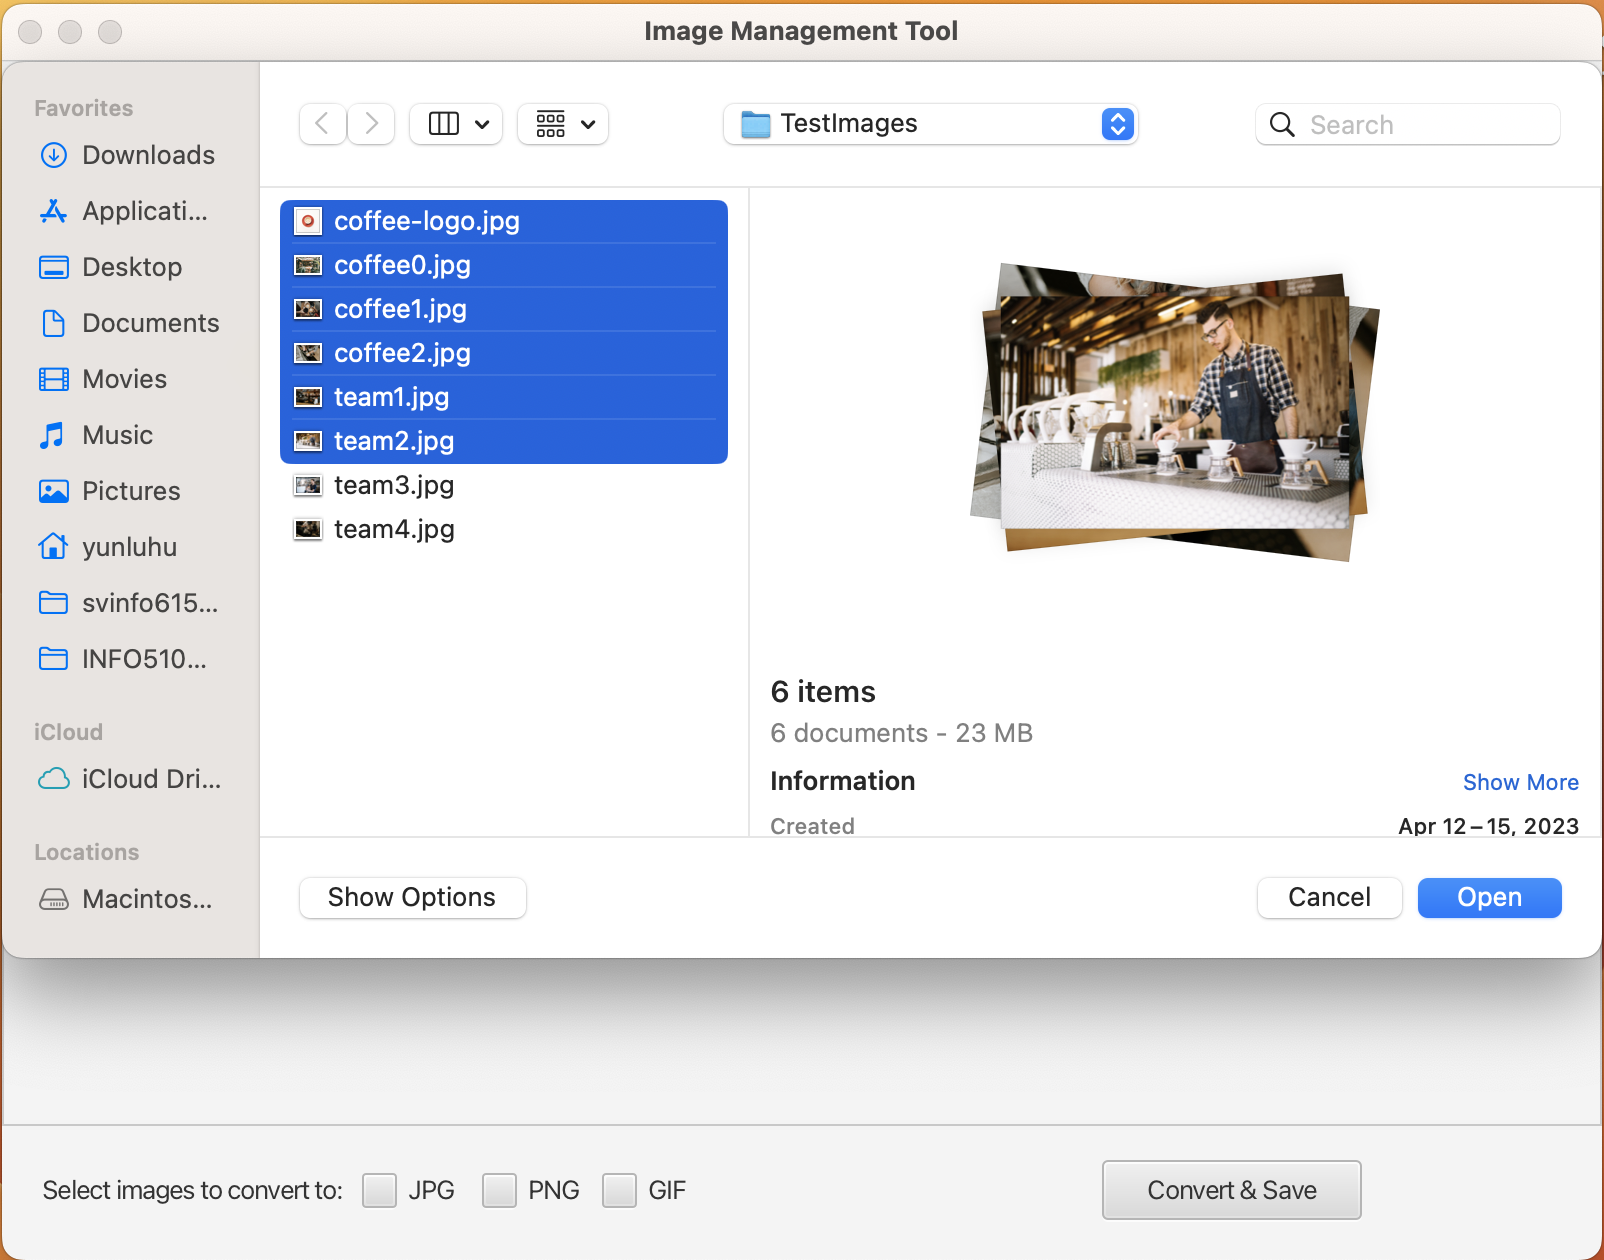 Image Management Tool
Favorites
Downloads
Applicati...
Desktop
Documents
Movies
Music
Pictures
yunluhu
svinfo615...
INFO510...
iCloud
iCloud Dri...
Locations
Macintos...
TestImages
Search
coffee-logo.jpg
coffee0.jpg
coffee1.jpg
coffee2.jpg
team1.jpg
team2.jpg
team3.jpg
team4.jpg
6 items
6 documents - 23 MB
Information Show More
Created Apr 12–15, 2023
Show Options Cancel Open
Select images to convert to: JPG PNG GIF Convert & Save